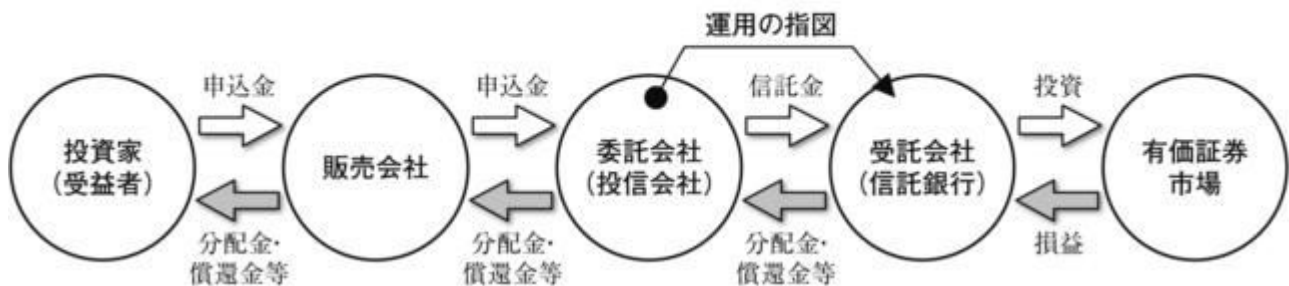 運用の指図
申込金
申込金
信託金
投資
投資家
（受益者）
販売会社
委託会社
（投信会社）
受託会社
（信託銀行）
有価証券
市場
分配金・
償還金等
分配金・
償還金等
分配金・
償還金等
損益